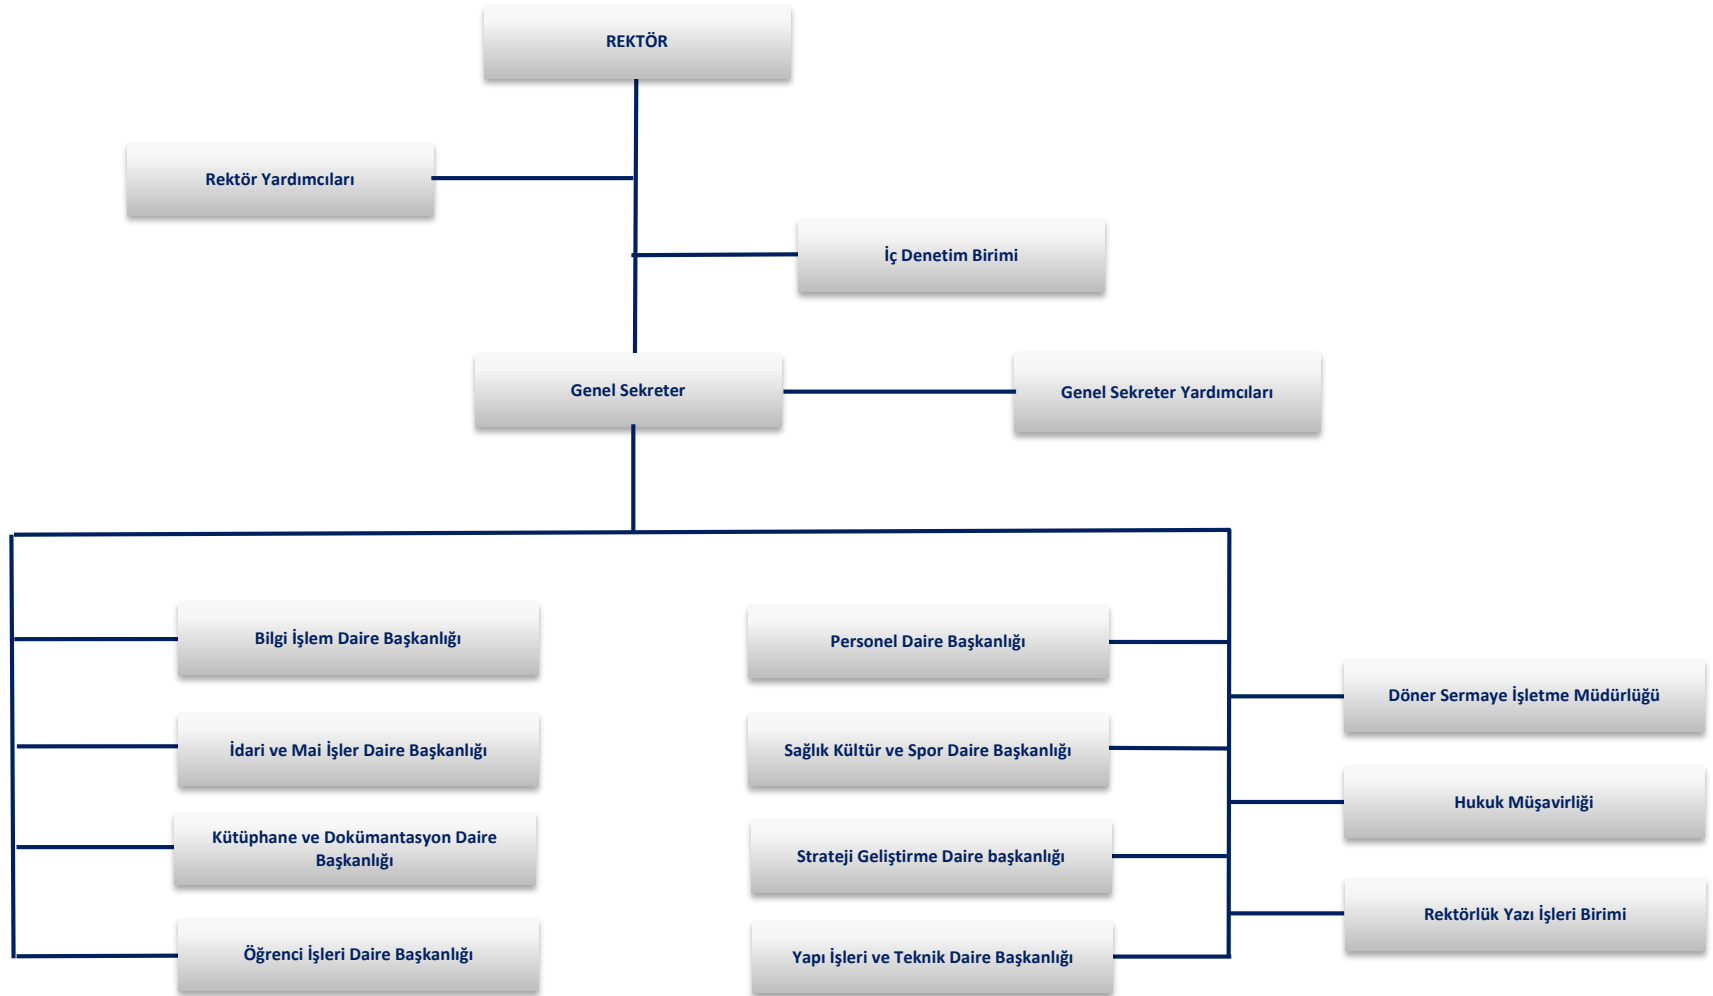 REKTÖR
Rektör Yardımcıları
İç Denetim Birimi
Genel Sekreter
Genel Sekreter Yardımcıları
Bilgi İşlem Daire Başkanlığı
İdari ve Mai İşler Daire Başkanlığı
Kütüphane ve Dokümantasyon Daire
Başkanlığı
Öğrenci İşleri Daire Başkanlığı
Personel Daire Başkanlığı
Sağlık Kültür ve Spor Daire Başkanlığı
Strateji Geliştirme Daire başkanlığı
Yapı İşleri ve Teknik Daire Başkanlığı
Döner Sermaye İşletme Müdürlüğü
Hukuk Müşavirliği
Rektörlük Yazı İşleri Birimi